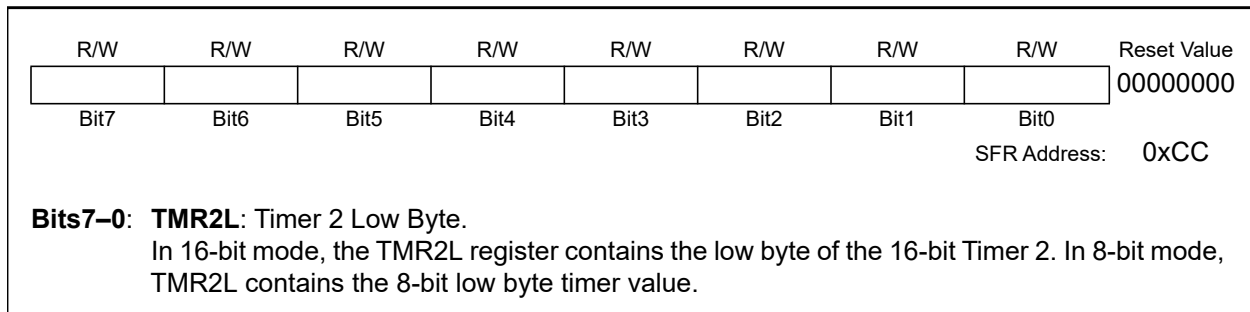 R/W R/W R/W R/W R/W R/W R/W R/W Reset Value
00000000
Bit7 Bit6 Bit5 Bit4 Bit3 Bit2 Bit1 Bit0
SFR Address: 0xCC
Bits7–0: TMR2L: Timer 2 Low Byte.
In 16-bit mode, the TMR2L register contains the low byte of the 16-bit Timer 2. In 8-bit mode,
TMR2L contains the 8-bit low byte timer value.